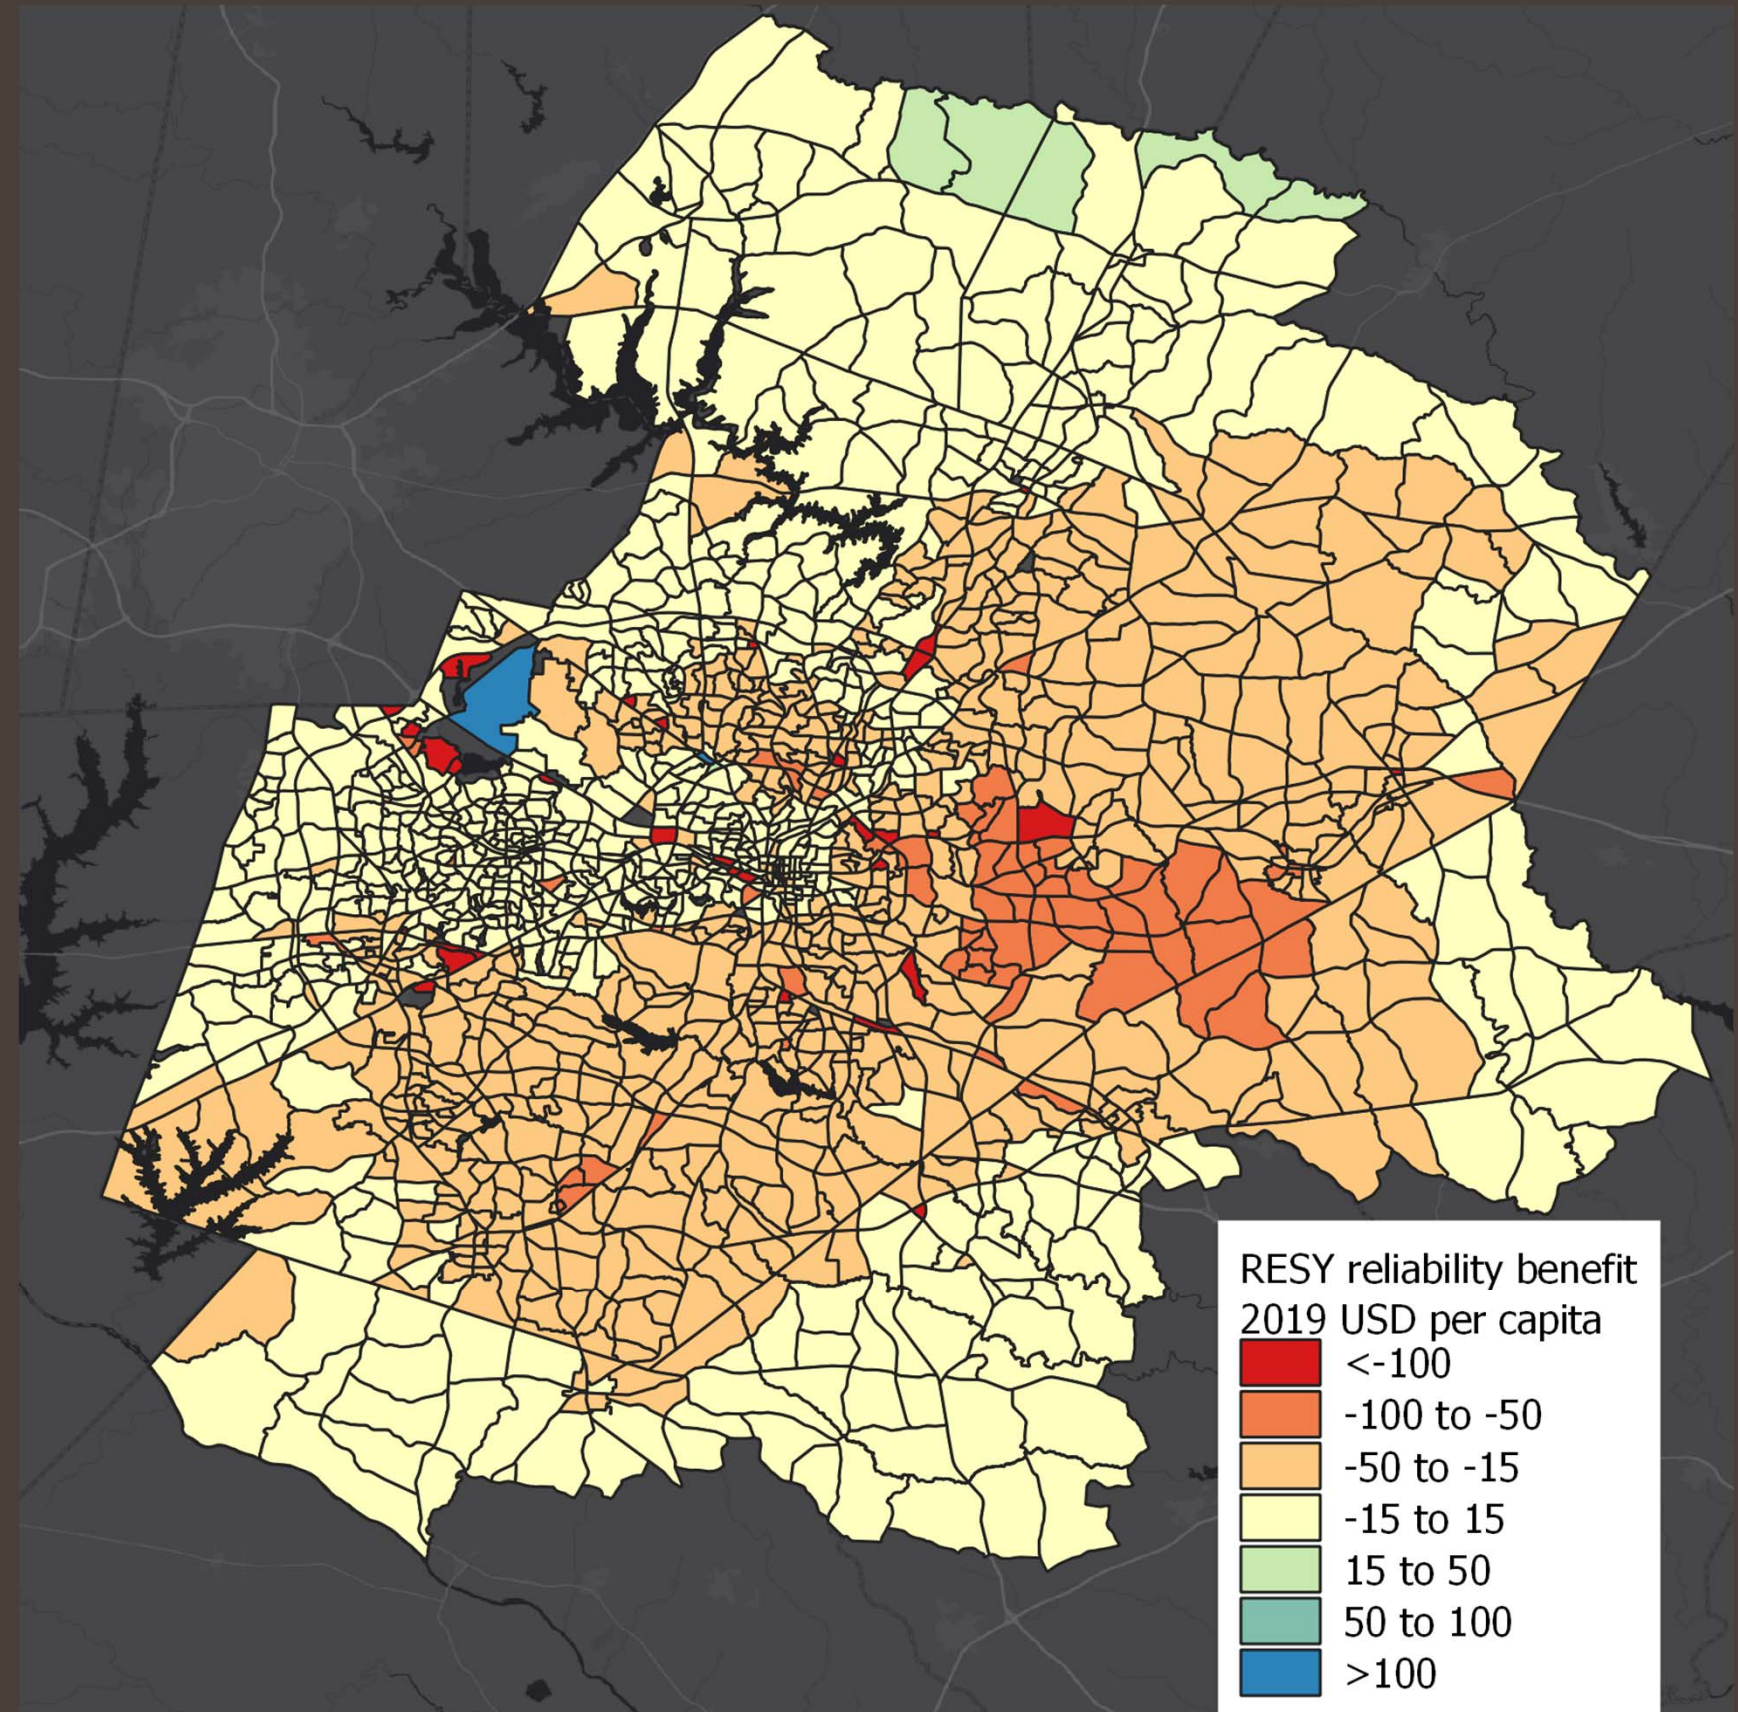 RESY reliability benefit
2019 USD per capita
<-100
-100 to -50
-50 to -15
-15 to 15
15 to 50
50 to 100
>100